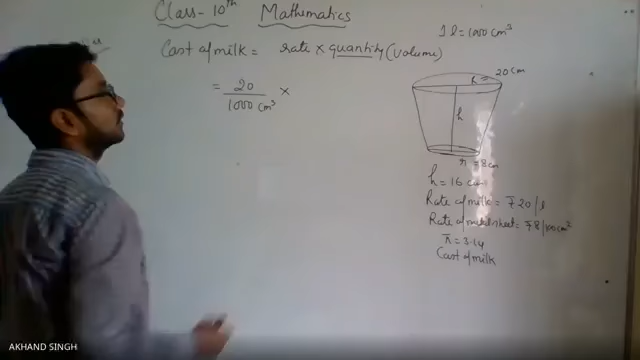 Class-10th Mathematics
1l = 1000 cm³
Cost of milk = rate × quantity (volume)
= 20/1000 cm³ ×
R = 20 cm
h
r = 8 cm
h = 16 cm
Rate of milk = ₹20/l
Rate of metal sheet = ₹8/100 cm²
π = 3.14
Cost of milk
AKHAND SINGH